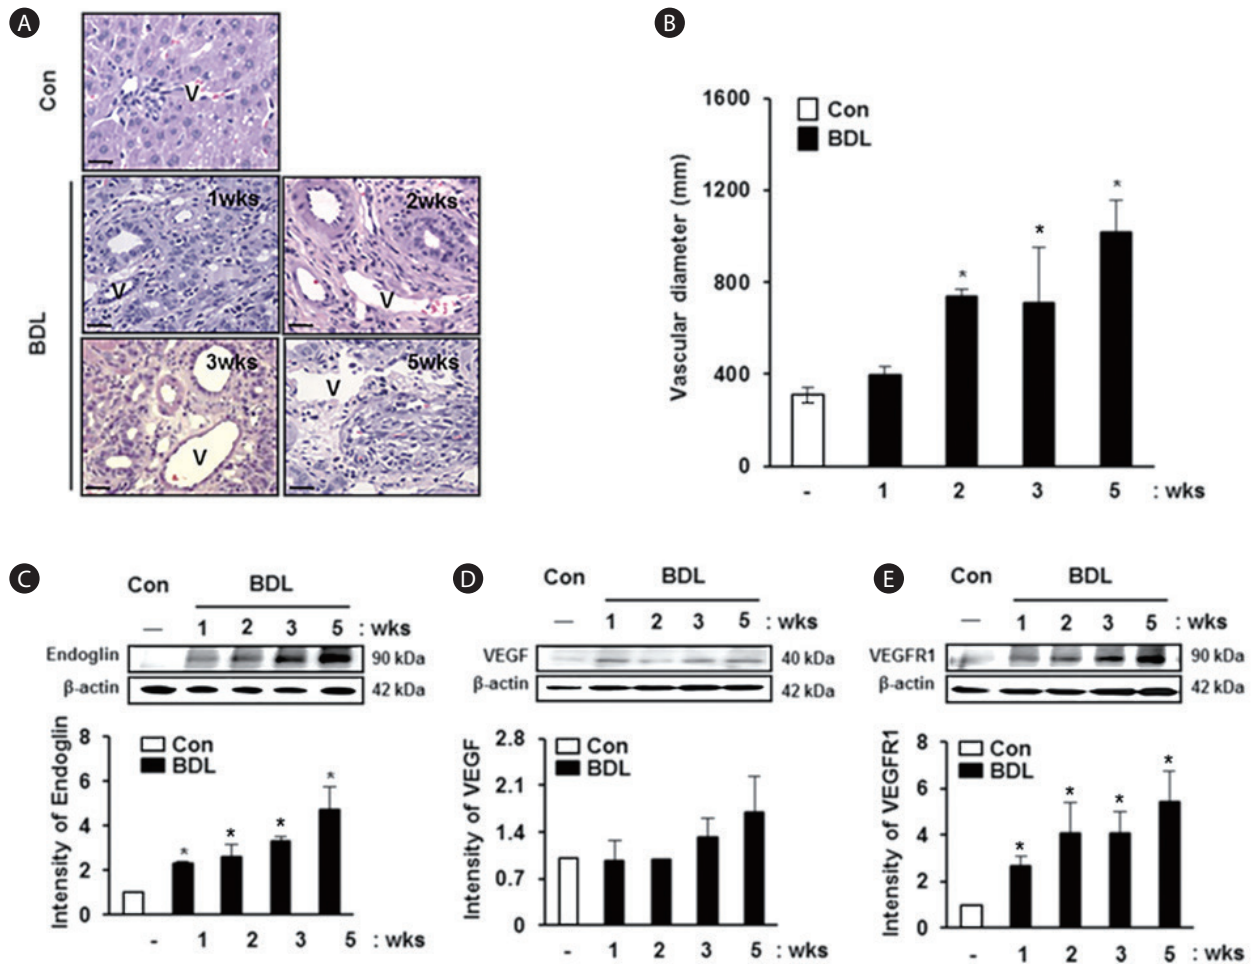 A
Con
V
BDL
1wks
V
2wks
V
3wks
V
5wks
V
B
Vascular diameter (mm)
1600
1200
800
400
0
Con
BDL
*
*
*
- 1 2 3 5 : wks
C
Con BDL
— 1 2 3 5 : wks
Endoglin 90 kDa
β-actin 42 kDa
Intensity of Endoglin
8
6
4
2
0
Con
BDL
* * * *
- 1 2 3 5 : wks
D
Con BDL
— 1 2 3 5 : wks
VEGF 40 kDa
β-actin 42 kDa
Intensity of VEGF
2.8
2.1
1.4
0.7
0
Con
BDL
- 1 2 3 5 : wks
E
Con BDL
— 1 2 3 5 : wks
VEGFR1 90 kDa
β-actin 42 kDa
Intensity of VEGFR1
8
6
4
2
0
Con
BDL
* * * *
- 1 2 3 5 : wks